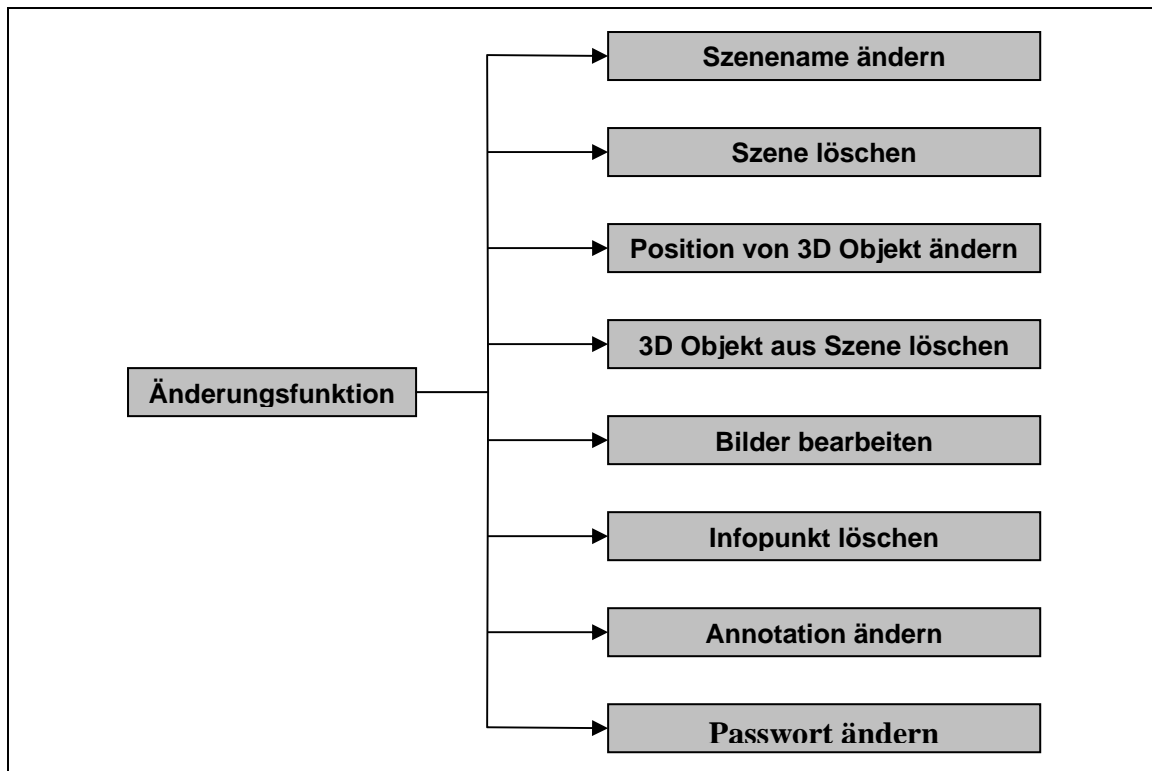 Szenename ändern
Szene löschen
Position von 3D Objekt ändern
3D Objekt aus Szene löschen
Änderungsfunktion
Bilder bearbeiten
Infopunkt löschen
Annotation ändern
Passwort ändern